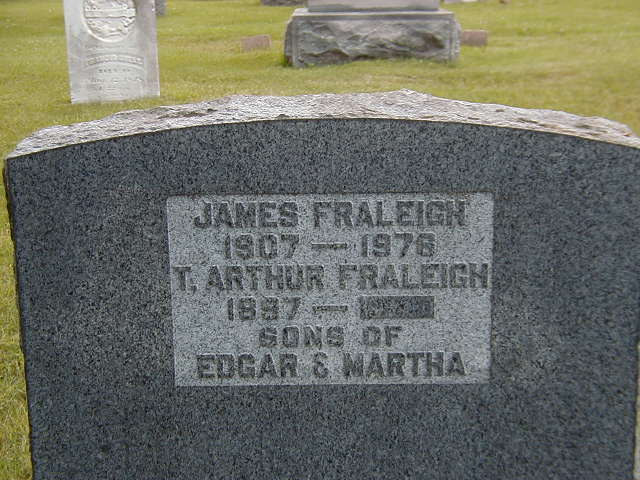 JAMES FRALEIGH
1907 — 1976
T. ARTHUR FRALEIGH
1897 —
SONS OF
EDGAR & MARTHA